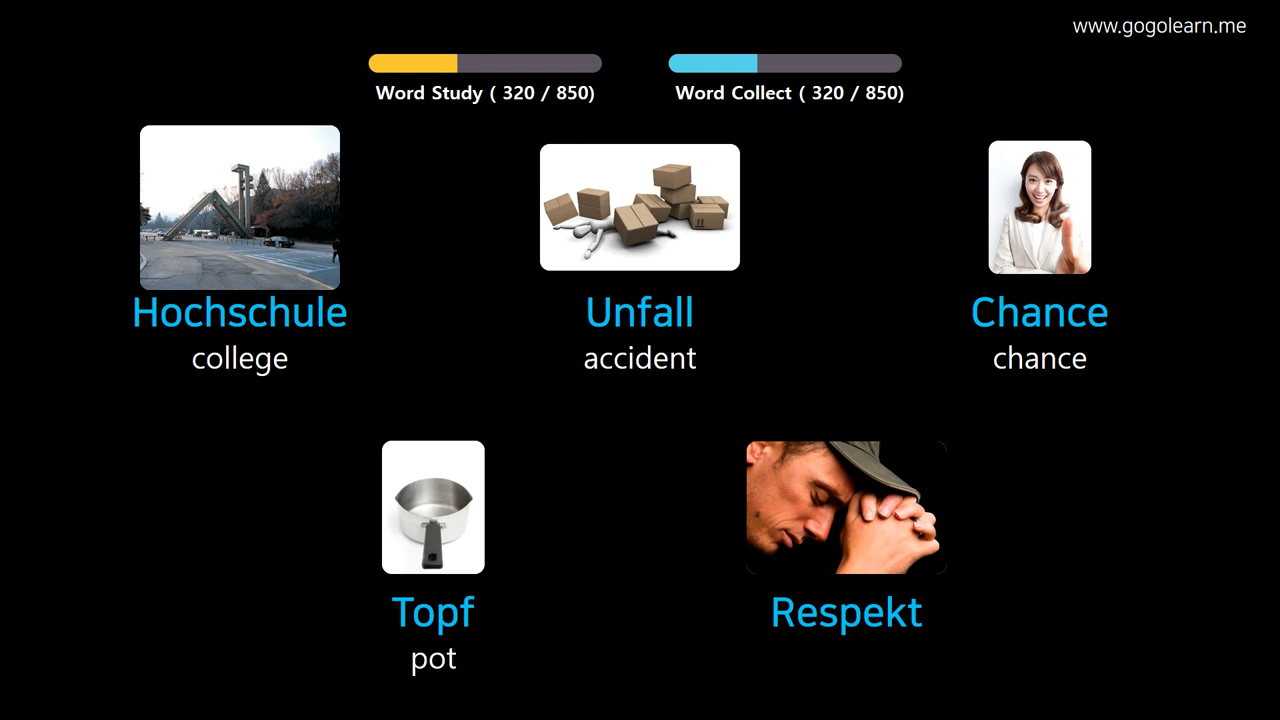 www.gogolearn.me
Word Study ( 320 / 850)
Word Collect ( 320 / 850)
Hochschule
college
Unfall
accident
Chance
chance
Topf
pot
Respekt